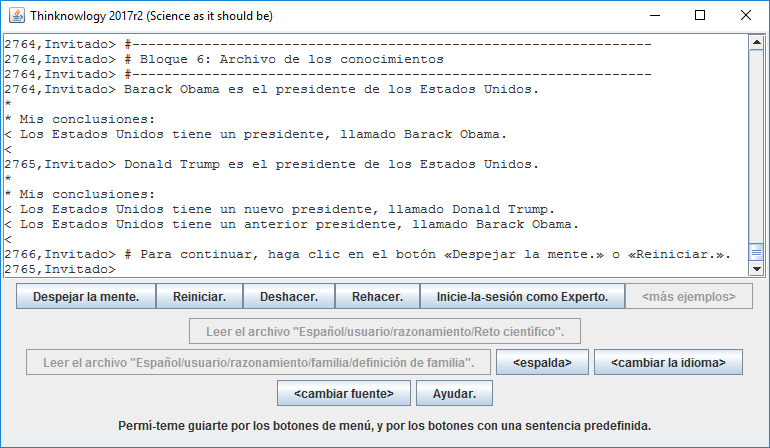 Thinknowlogy 2017r2 (Science as it should be)
2764,Invitado> #---------------------------------------------------------------
2764,Invitado> # Bloque 6: Archivo de los conocimientos
2764,Invitado> #---------------------------------------------------------------
2764,Invitado> Barack Obama es el presidente de los Estados Unidos.
*
* Mis conclusiones:
< Los Estados Unidos tiene un presidente, llamado Barack Obama.
<
2765,Invitado> Donald Trump es el presidente de los Estados Unidos.
*
* Mis conclusiones:
< Los Estados Unidos tiene un nuevo presidente, llamado Donald Trump.
< Los Estados Unidos tiene un anterior presidente, llamado Barack Obama.
<
2766,Invitado> # Para continuar, haga clic en el botón «Despejar la mente.» o «Reiniciar.».
2765,Invitado>
Despejar la mente. Reiniciar. Deshacer. Rehacer. Inicie-la-sesión como Experto. <más ejemplos>
Leer el archivo "Español/usuario/razonamiento/Reto científico".
Leer el archivo "Español/usuario/razonamiento/familia/definición de familia". <espalda> <cambiar la idioma>
<cambiar fuente> Ayudar.
Permí-teme guiarte por los botones de menú, y por los botones con una sentencia predefinida.